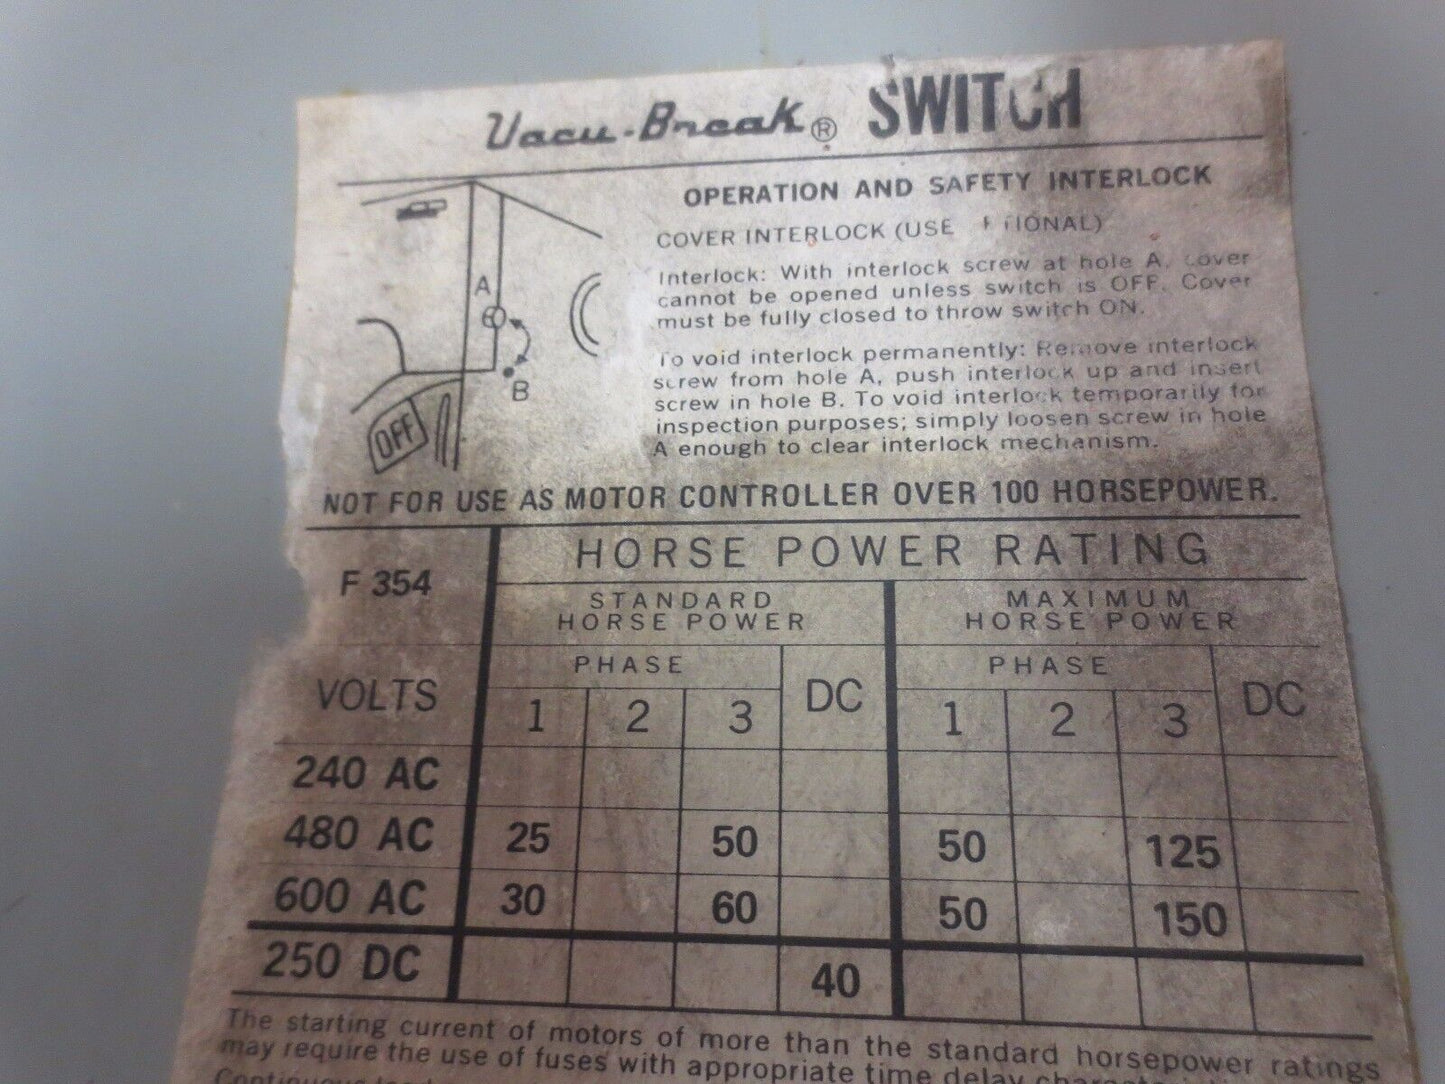 Vacu-Break® SWITCH
OPERATION AND SAFETY INTERLOCK
COVER INTERLOCK (USE TIONAL)
Interlock: With interlock screw at hole A, cover
cannot be opened unless switch is OFF. Cover
must be fully closed to throw switch ON.
To void interlock permanently: Remove interlock
screw from hole A, push interlock up and insert
screw in hole B. To void interlock temporarily for
inspection purposes; simply loosen screw in hole
A enough to clear interlock mechanism.
A
B
OFF
NOT FOR USE AS MOTOR CONTROLLER OVER 100 HORSEPOWER.
F 354
HORSE POWER RATING
STANDARD HORSE POWER
MAXIMUM HORSE POWER
VOLTS
PHASE DC PHASE DC
1 2 3 1 2 3
240 AC
480 AC 25 50 50 125
600 AC 30 60 50 150
250 DC 40
The starting current of motors of more than the standard horsepower ratings
may require the use of fuses with appropriate time delay